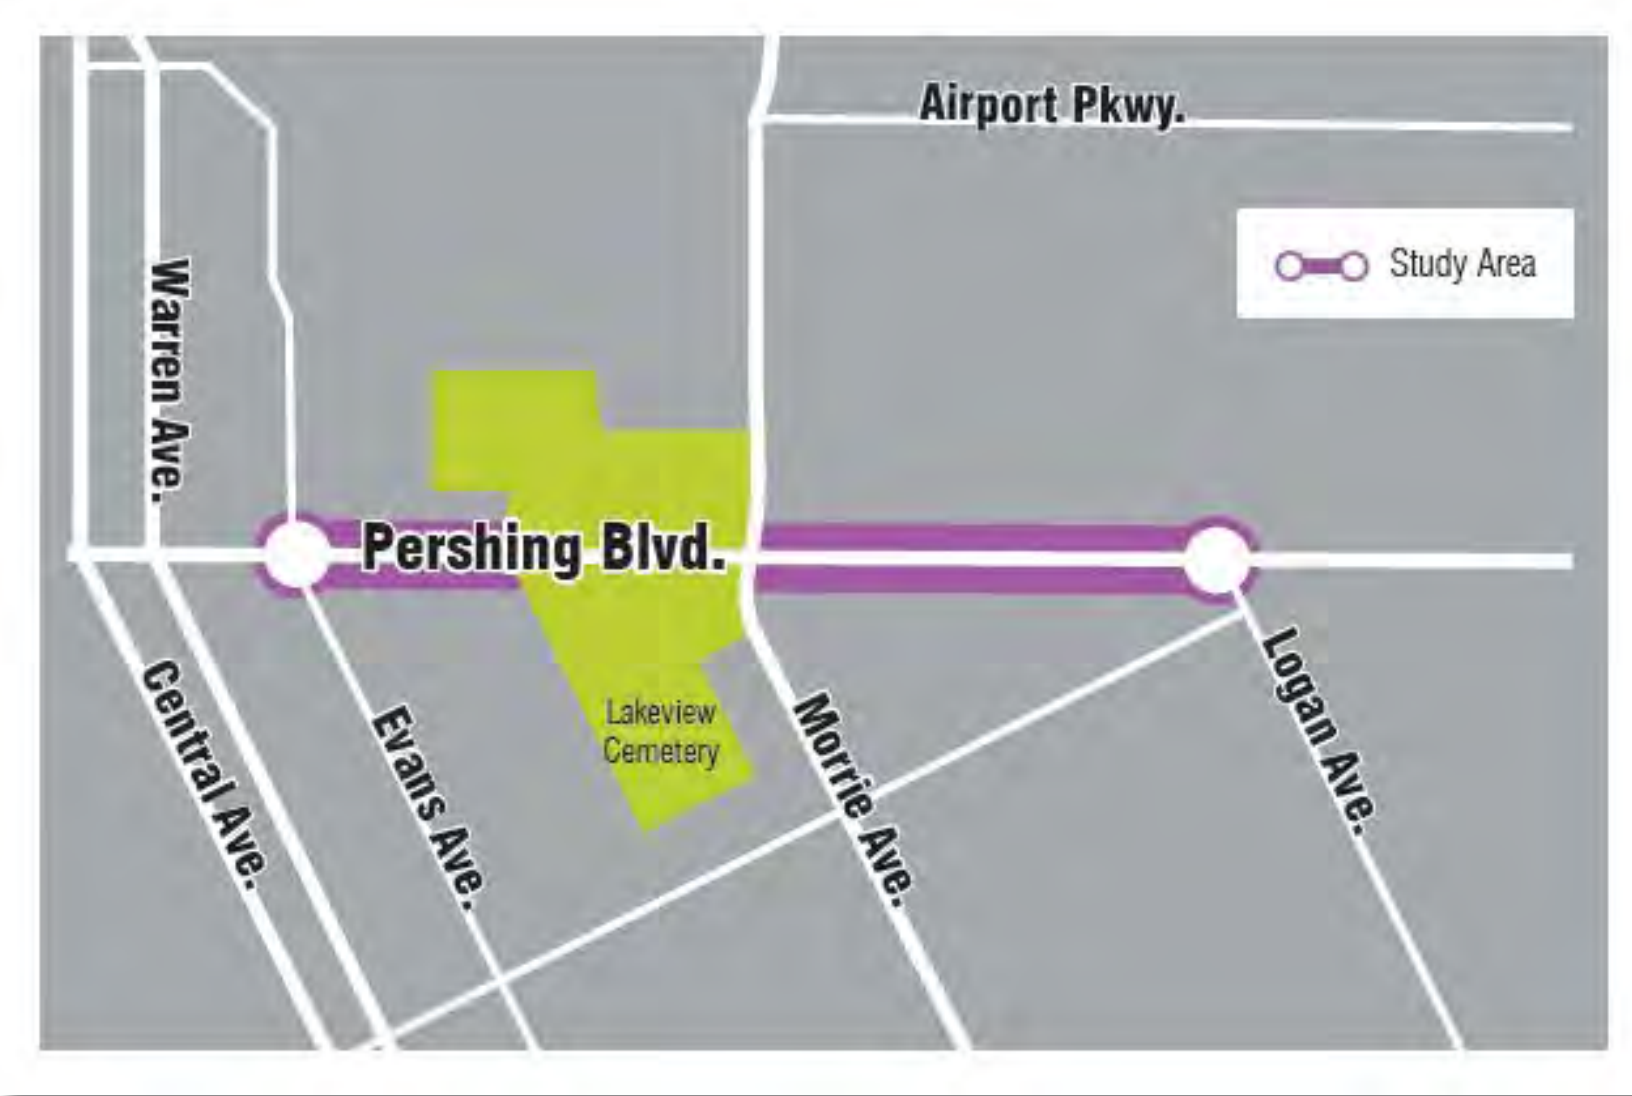 Airport Pkwy.
Study Area
Warren Ave.
Pershing Blvd.
Central Ave.
Evans Ave.
Lakeview
Cemetery
Morrie Ave.
Logan Ave.